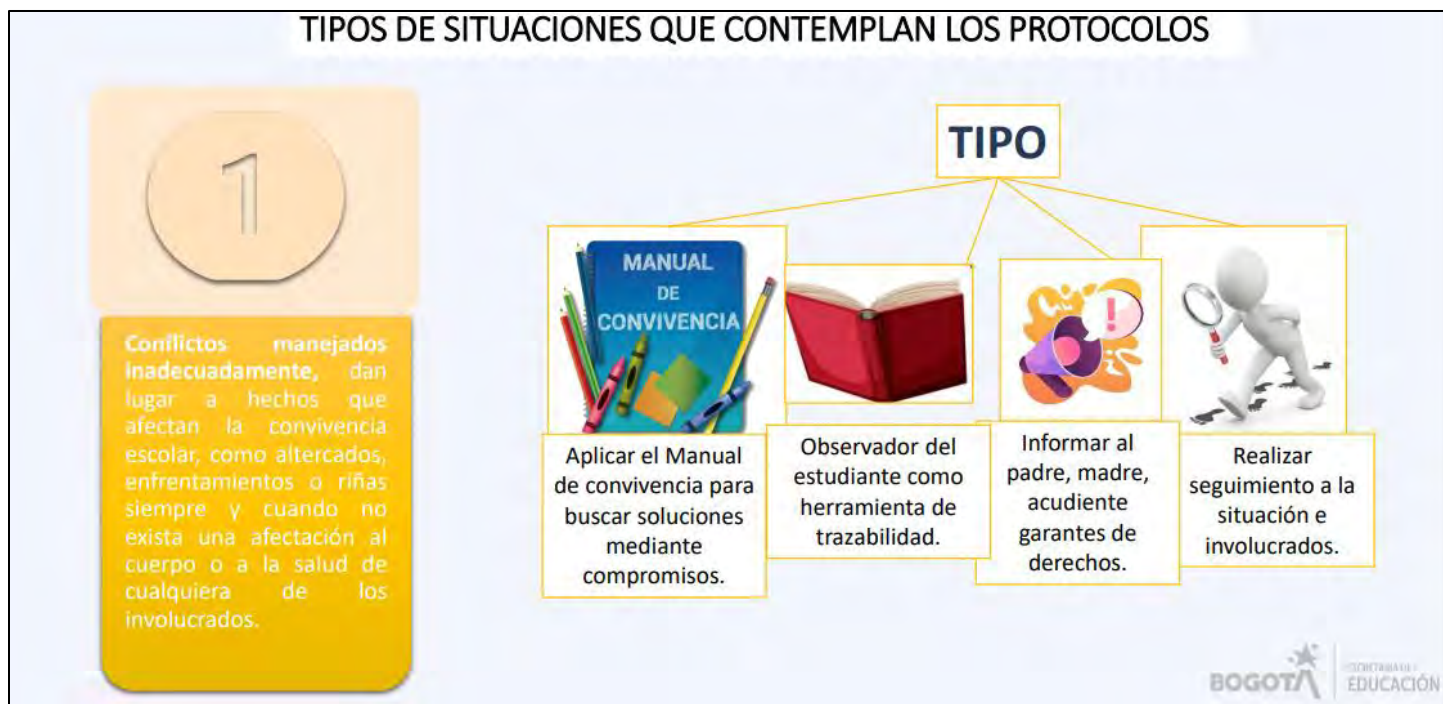 TIPOS DE SITUACIONES QUE CONTEMPLAN LOS PROTOCOLOS
1
Conflictos manejados
inadecuadamente, dan
lugar a hechos que
afectan la convivencia
escolar, como altercados,
enfrentamientos o riñas
siempre y cuando no
exista una afectación al
cuerpo o a la salud de
cualquiera de los
involucrados.
TIPO
MANUAL
DE
CONVIVENCIA
Aplicar el Manual
de convivencia para
buscar soluciones
mediante
compromisos.
Observador del
estudiante como
herramienta de
trazabilidad.
!
Informar al
padre, madre,
acudiente
garantes de
derechos.
Realizar
seguimiento a la
situación e
involucrados.
BOGOTÁ
SECRETARÍA DE
EDUCACIÓN